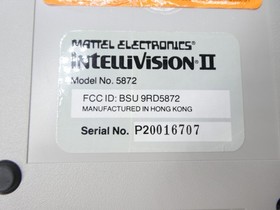 MATTEL ELECTRONICS®
INTELLIVISION·II
Model No. 5872
FCC ID: BSU 9RD5872
MANUFACTURED IN HONG KONG
Serial No. P20016707